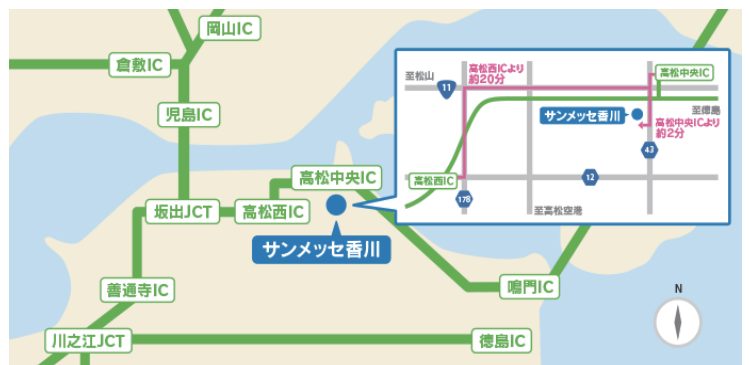 岡山IC
倉敷IC
児島IC
高松中央IC
坂出JCT
高松西IC
サンメッセ香川
善通寺IC
鳴門IC
川之江JCT
徳島IC
高松西ICより
約20分
至松山
11
高松中央IC
至徳島
サンメッセ香川
高松中央ICより
約2分
43
高松西IC
12
178
至高松空港
N